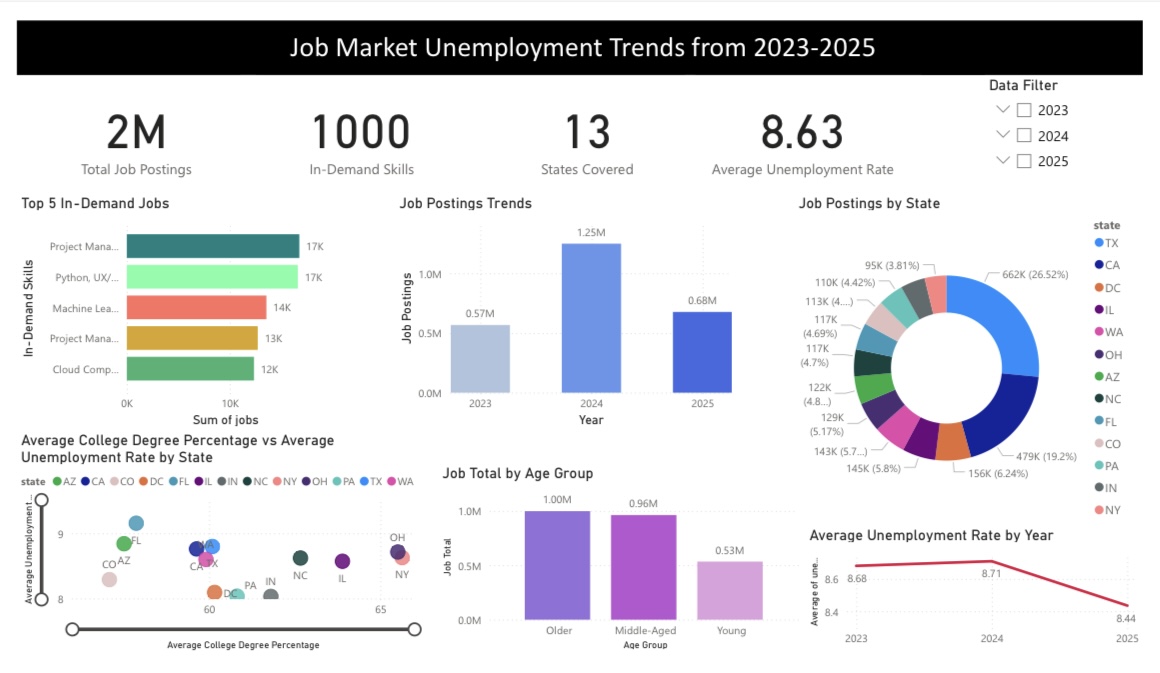 Job Market Unemployment Trends from 2023-2025
Data Filter
2023
2024
2025
2M
Total Job Postings
1000
In-Demand Skills
13
States Covered
8.63
Average Unemployment Rate
Top 5 In-Demand Jobs
In-Demand Skills
Project Mana...
17K
Python, UX/...
17K
Machine Lea...
14K
Project Mana...
13K
Cloud Comp...
12K
0K
10K
Sum of jobs
Job Postings Trends
Job Postings
1.0M
0.5M
0.0M
0.57M
1.25M
0.68M
2023
2024
2025
Year
Job Postings by State
662K (26.52%)
479K (19.2%)
156K (6.24%)
145K (5.8%)
143K (5.7...)
129K
(5.17%)
122K
(4.8...)
117K
(4.7%)
117K
(4.69%)
113K (4....)
110K (4.42%)
95K (3.81%)
state
TX
CA
DC
IL
WA
OH
AZ
NC
FL
CO
PA
IN
NY
Average College Degree Percentage vs Average
Unemployment Rate by State
state AZ CA CO DC FL IL IN NC NY OH PA TX WA
Average Unemployment...
9
8
FL
AZ
CO
CA
TX
DC
PA
IN
NC
IL
OH
NY
60
65
Average College Degree Percentage
Job Total by Age Group
Job Total
1.0M
0.5M
0.0M
1.00M
0.96M
0.53M
Older
Middle-Aged
Young
Age Group
Average Unemployment Rate by Year
Average of une...
8.6
8.4
8.68
8.71
8.44
2023
2024
2025